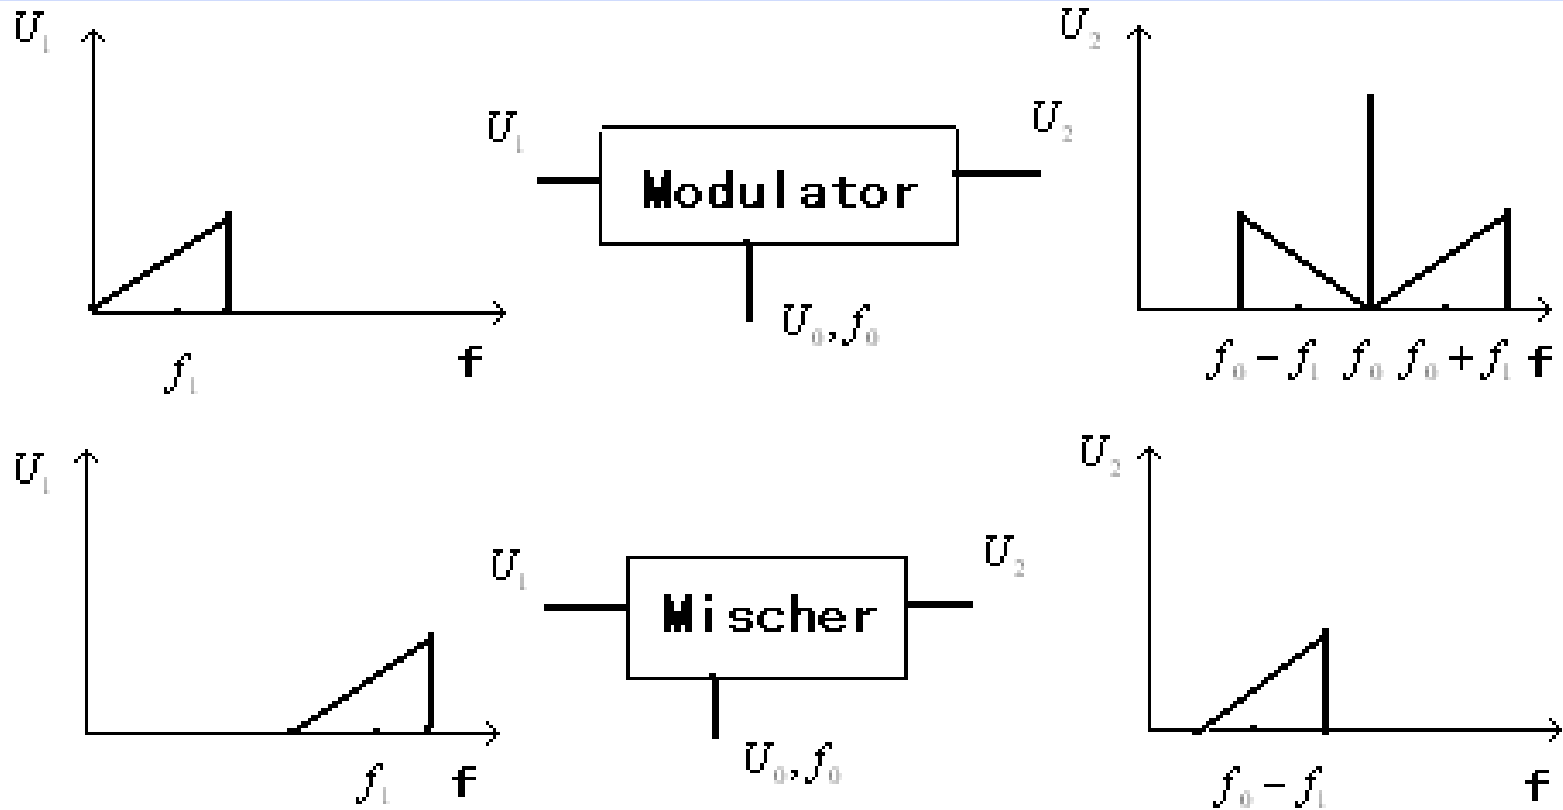 U₁
U₂
U₁
Modulator
U₂
U₀, f₀
f₁
f
f₀ − f₁ f₀ f₀ + f₁ f
U₁
U₂
U₁
Mischer
U₂
U₀, f₀
f₁
f
f₀ − f₁
f